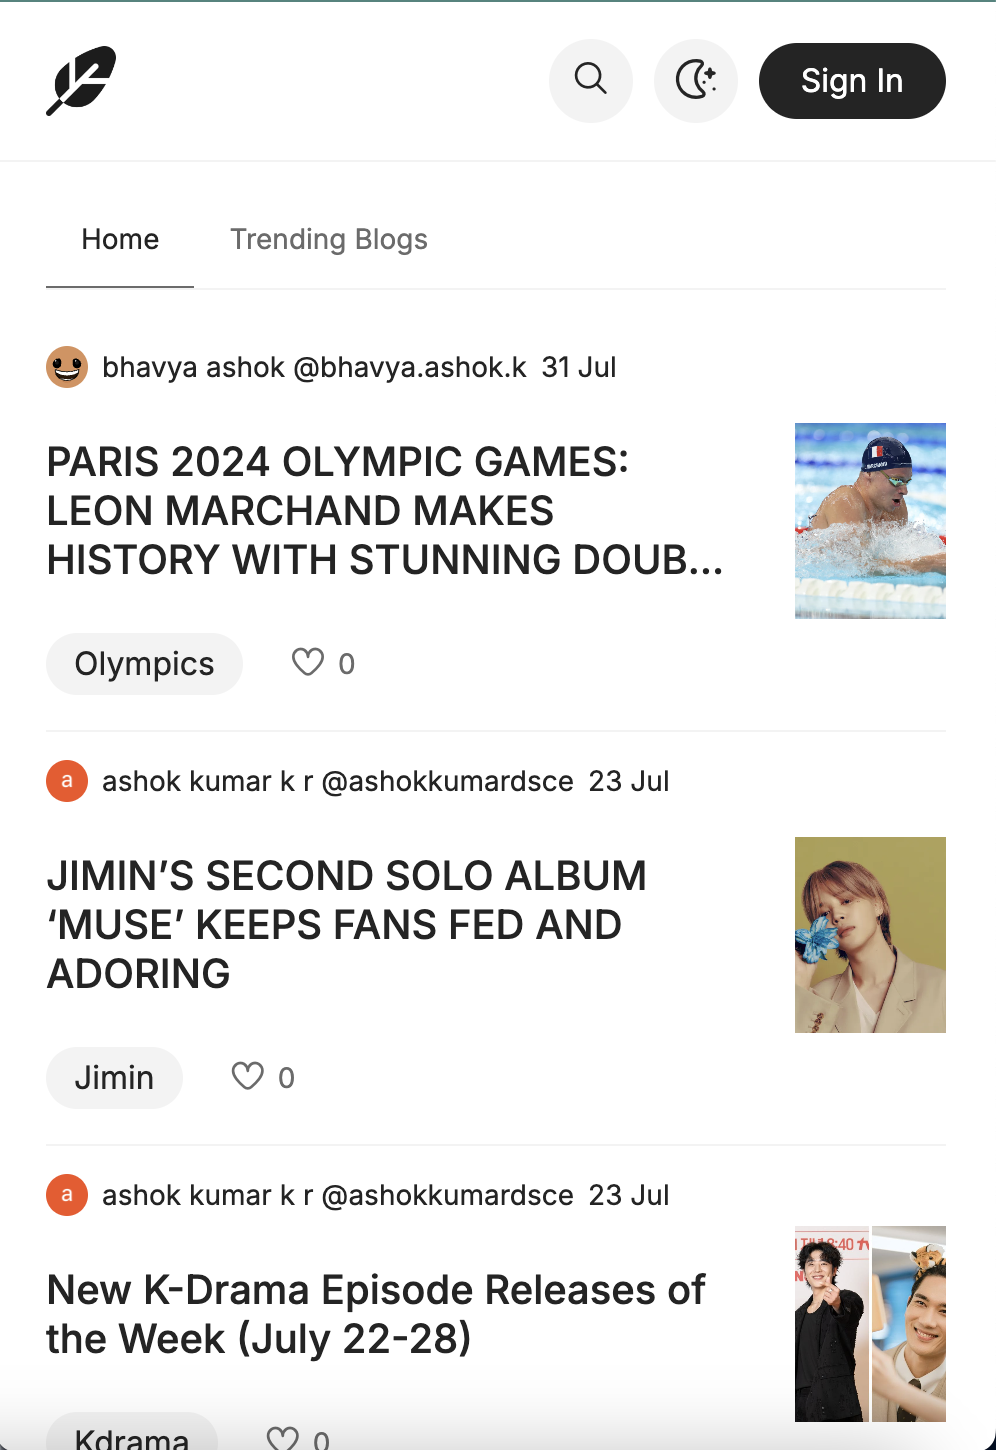 Sign In
Home
Trending Blogs
bhavya ashok @bhavya.ashok.k 31 Jul
PARIS 2024 OLYMPIC GAMES:
LEON MARCHAND MAKES
HISTORY WITH STUNNING DOUB...
Olympics
0
a
ashok kumar k r @ashokkumardsce 23 Jul
JIMIN’S SECOND SOLO ALBUM
‘MUSE’ KEEPS FANS FED AND
ADORING
Jimin
0
a
ashok kumar k r @ashokkumardsce 23 Jul
New K-Drama Episode Releases of
the Week (July 22-28)
Kdrama
0